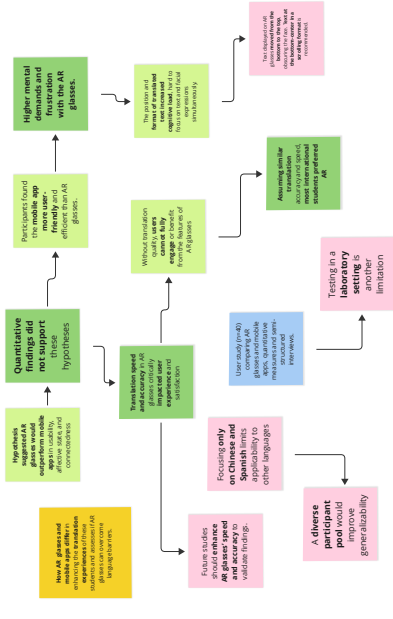 How AR glasses and
mobile apps differ in
enhancing the translation
experiences of these
students and assesses if AR
glasses can overcome
language barriers.
Hypothesis
suggested AR
glasses would
outperform mobile
apps in usability,
affective state, and
connectedness
Quantitative
findings did
not support
these
hypotheses
Participants found
the mobile app
more user-
friendly and
efficient than AR
glasses.
Higher mental
demands and
frustration
with the AR
glasses.
Translation speed
and accuracy in AR
glasses critically
impacted user
experience and
satisfaction
Without translation
quality, users
cannot fully
engage or benefit
from the features of
AR glasses
The position and
format of translated
text increased
cognitive load, hard to
focus on text and facial
expressions
simultaneously.
Future studies
should enhance
AR glasses' speed
and accuracy to
validate findings.
Focusing only
on Chinese and
Spanish limits
applicability to
other languages
User study (n=40)
comparing AR
glasses and mobile
apps, quantitative
measures and semi-
structured
interviews.
Assuming similar
translation
accuracy and speed,
most international
students preferred
AR
Text displayed on AR
glasses moved from the
bottom to the top,
obscuring the face. Text at
the bottom-center in a
scrolling format is
recommended.
A diverse
participant
pool would
improve
generalizability
Testing in a
laboratory
setting is
another
limitation